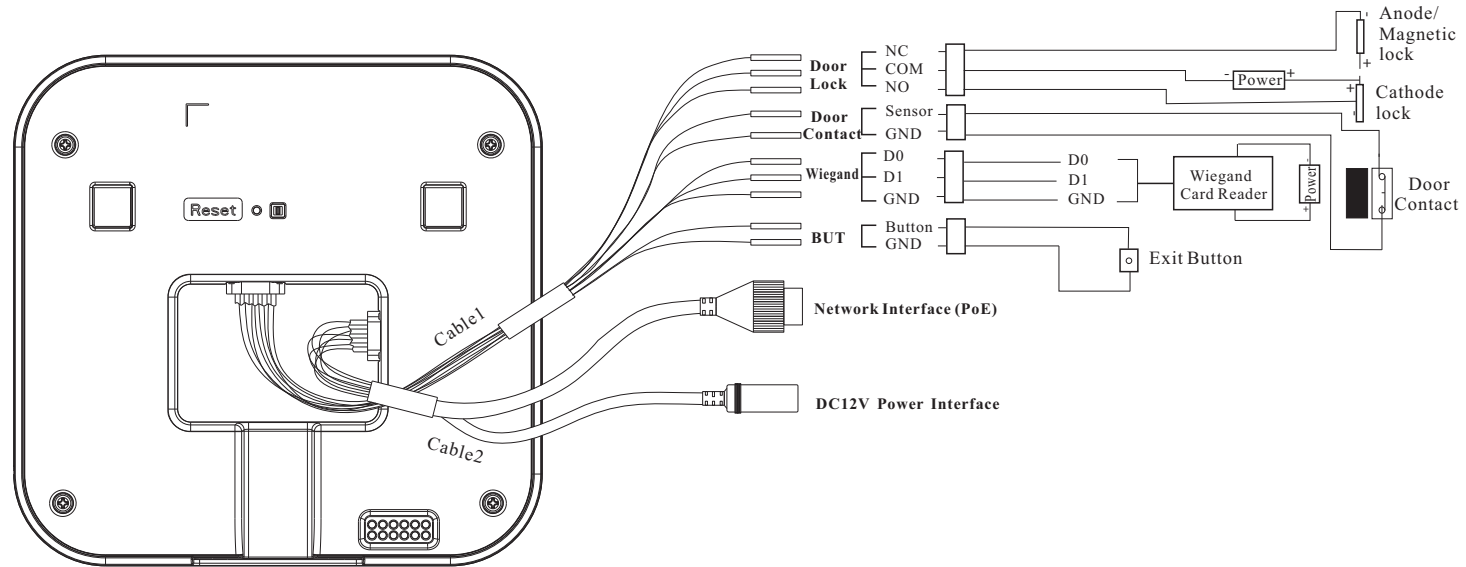 Anode/
Magnetic
lock
-
+
NC
COM
NO
Door
Lock
- Power +
+
-
Cathode
lock
Sensor
GND
Door
Contact
D0
D1
GND
Wiegand
D0
D1
GND
Wiegand
Card Reader
-
Power
+
Door
Contact
Button
GND
BUT
Exit Button
Reset
Cable1
Network Interface (PoE)
DC12V Power Interface
Cable2